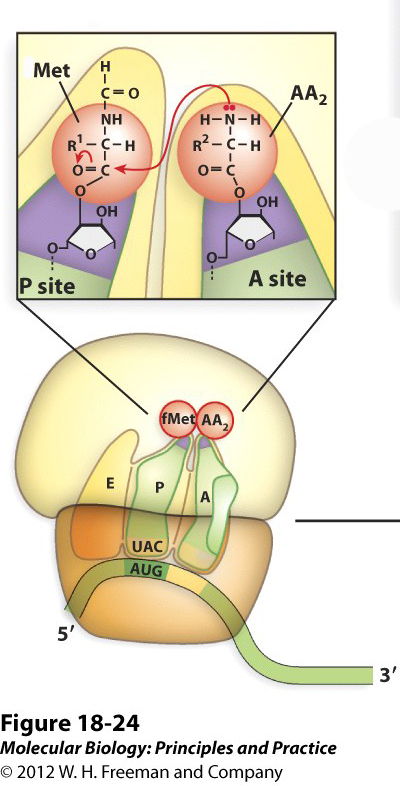 Met
H
C=O
NH
R¹–C–H
O=C
O
OH
O
O
P site
AA₂
H–N–H
R²–C–H
O=C
O
OH
O
O
A site
fMet
AA₂
E
P
A
UAC
AUG
5′
3′
Figure 18-24
Molecular Biology: Principles and Practice
© 2012 W. H. Freeman and Company